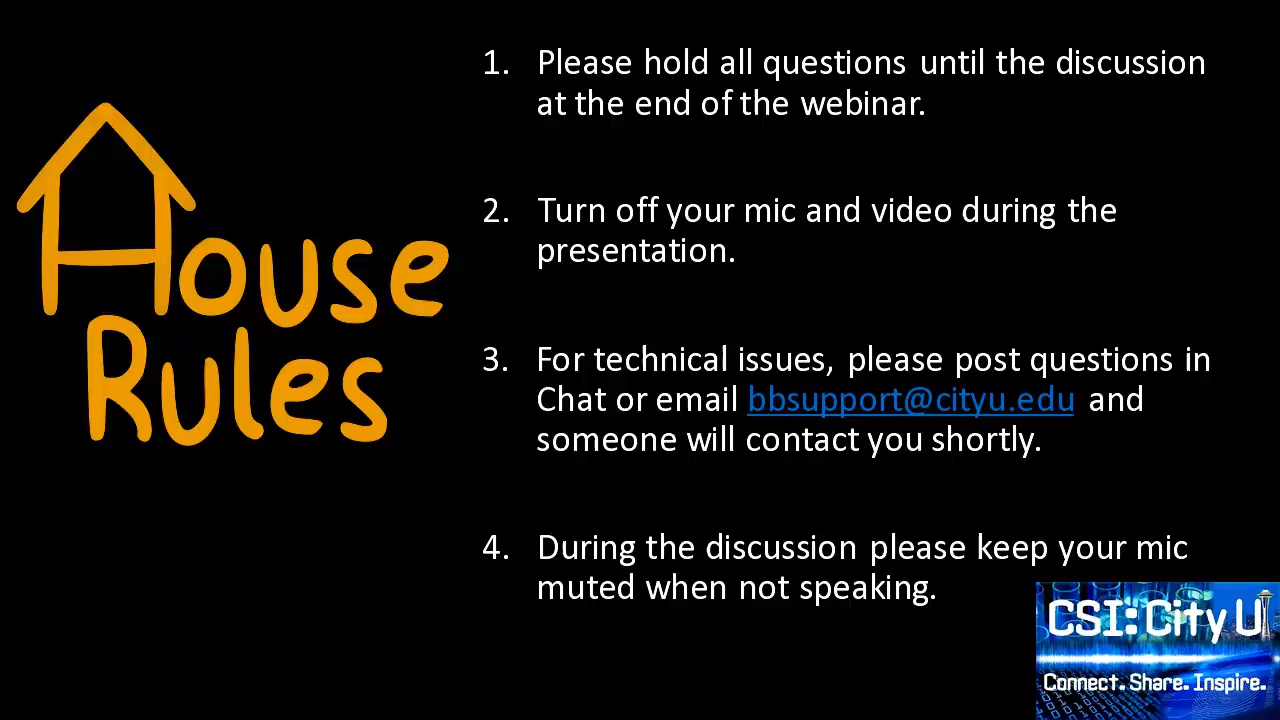 House
Rules
1. Please hold all questions until the discussion
at the end of the webinar.
2. Turn off your mic and video during the
presentation.
3. For technical issues, please post questions in
Chat or email bbsupport@cityu.edu and
someone will contact you shortly.
4. During the discussion please keep your mic
muted when not speaking.
CSI: City U
Connect. Share. Inspire.